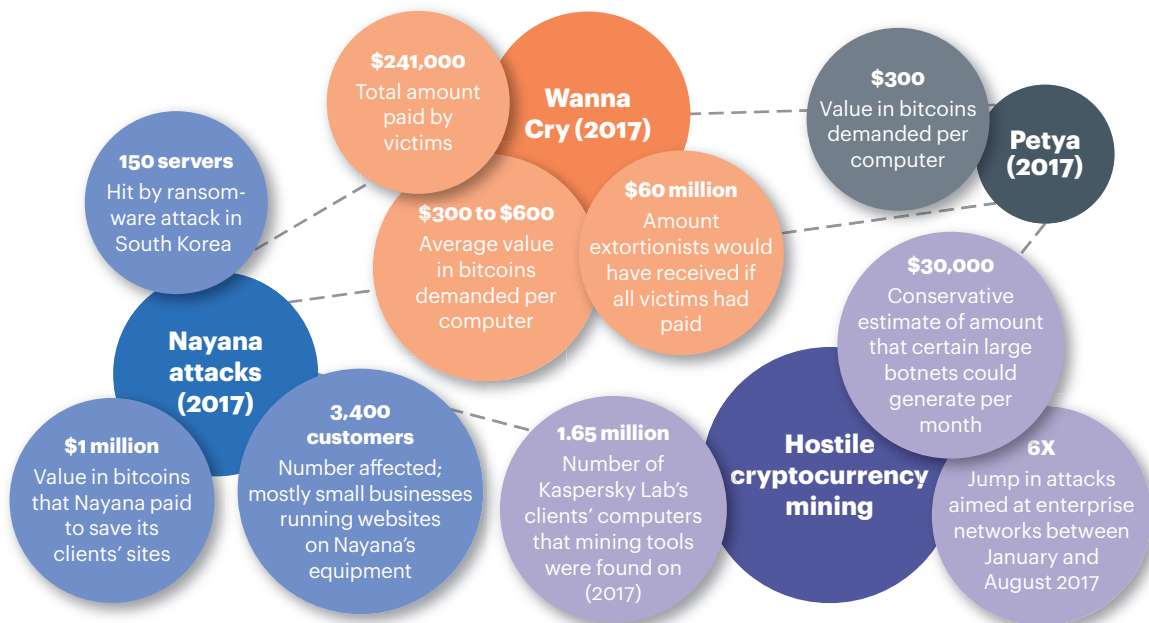 $241,000
Total amount
paid by
victims
Wanna
Cry (2017)
$300
Value in bitcoins
demanded per
computer
Petya
(2017)
150 servers
Hit by ransom-
ware attack in
South Korea
$300 to $600
Average value
in bitcoins
demanded per
computer
$60 million
Amount
extortionists would
have received if
all victims had
paid
$30,000
Conservative
estimate of amount
that certain large
botnets could
generate per
month
Nayana
attacks
(2017)
$1 million
Value in bitcoins
that Nayana paid
to save its
clients’ sites
3,400
customers
Number affected;
mostly small businesses
running websites
on Nayana’s
equipment
1.65 million
Number of
Kaspersky Lab’s
clients’ computers
that mining tools
were found on
(2017)
Hostile
cryptocurrency
mining
6X
Jump in attacks
aimed at enterprise
networks between
January and
August 2017